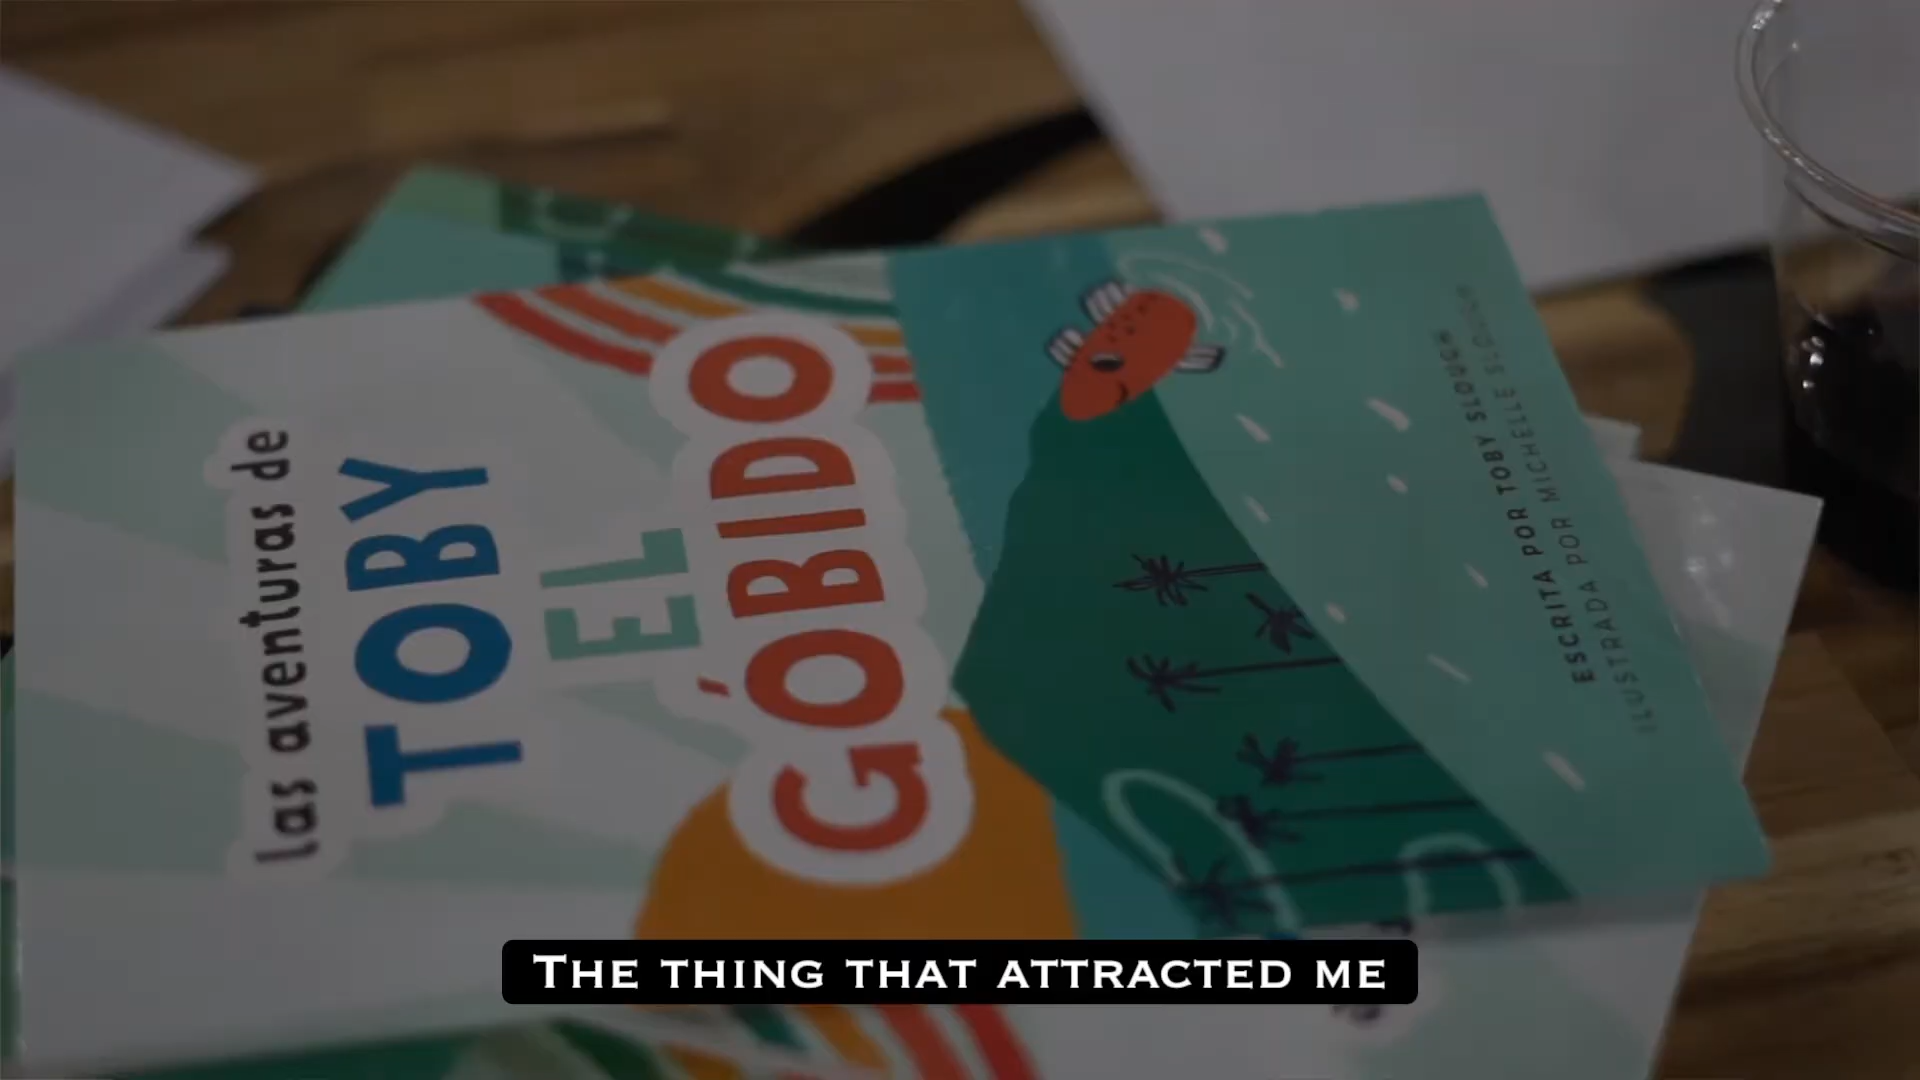 las aventuras de
TOBY
EL
GÓBIDO
ESCRITA POR TOBY SLOUGH
ILUSTRADA POR MICHELLE SLOUGH
THE THING THAT ATTRACTED ME